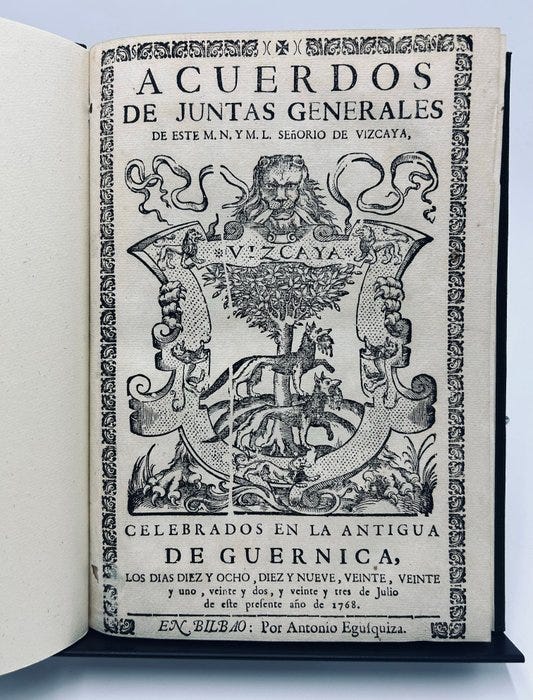 ACUERDOS
DE JUNTAS GENERALES
DE ESTE M. N. Y M. L. SEñORIO DE VIZCAYA,
VIZCAYA
CELEBRADOS EN LA ANTIGUA
DE GUERNICA,
LOS DIAS DIEZ Y OCHO, DIEZ Y NUEVE, VEINTE, VEINTE
y uno, veinte y dos, y veinte y tres de Julio
de este presente año de 1768.
EN BILBAO: Por Antonio Egusquiza.